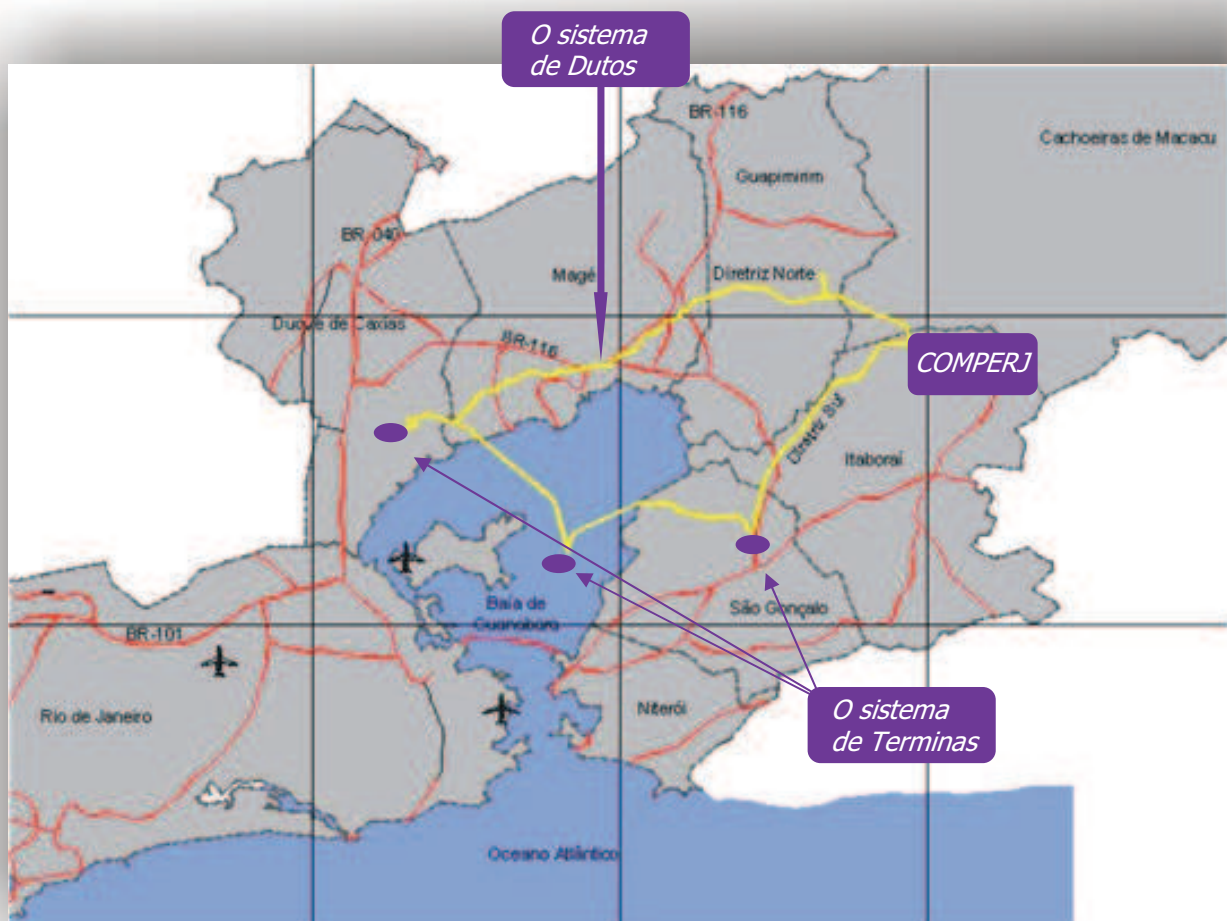 O sistema
de Dutos
BR-116
Cachoeiras de Macacu
Guapimirim
BR-040
Magé
Diretriz Norte
Duque de Caxias
BR-116
COMPERJ
Diretriz Sul
Itaboraí
Baía de
Guanabara
São Gonçalo
BR-101
Rio de Janeiro
Niterói
O sistema
de Terminas
Oceano Atlântico